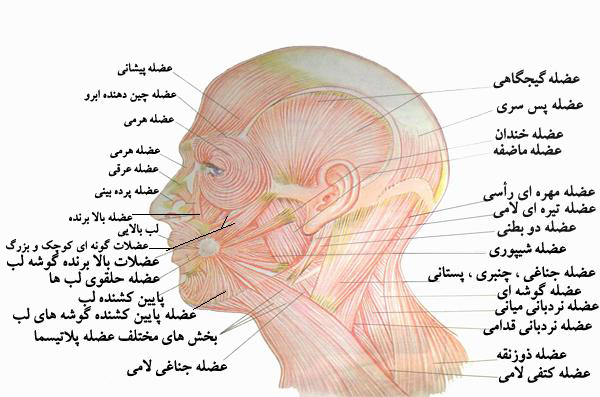 عضله پیشانی
عضله چین دهنده ابرو
عضله هرمی
عضله هرمی
عضله عرقی
عضله پرده بینی
عضله بالا برنده
لب بالایی
عضلات گونه ای کوچک و بزرگ
عضلات بالا برنده گوشه لب
عضله حلقوی لب ها
پایین کشنده لب
عضله پایین کشنده گوشه های لب
بخش های مختلف عضله پلاتیسما
عضله جناغی لامی
عضله گیجگاهی
عضله پس سری
عضله خندان
عضله ماضفه
عضله مهره ای رأسی
عضله تیره ای لامی
عضله دو بطنی
عضله شیپوری
عضله جناغی ، چنبری ، پستانی
عضله گوشه ای
عضله نردبانی میانی
عضله نردبانی قدامی
عضله ذوزنقه
عضله کتفی لامی